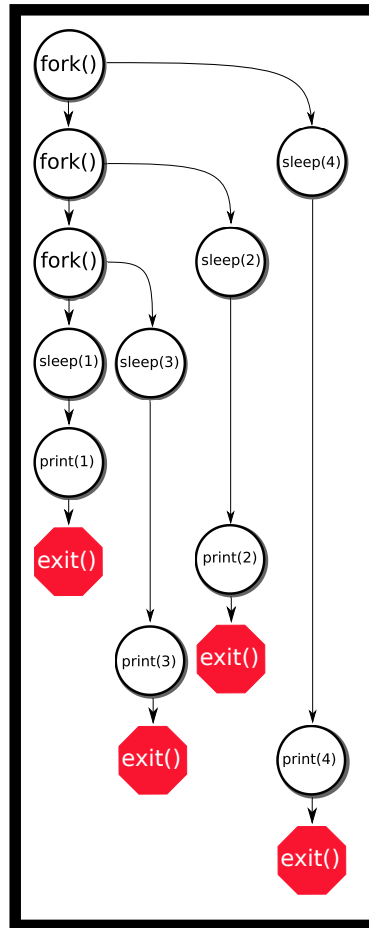 fork()
fork()
sleep(4)
fork()
sleep(2)
sleep(1)
sleep(3)
print(1)
exit()
print(2)
print(3)
exit()
exit()
print(4)
exit()